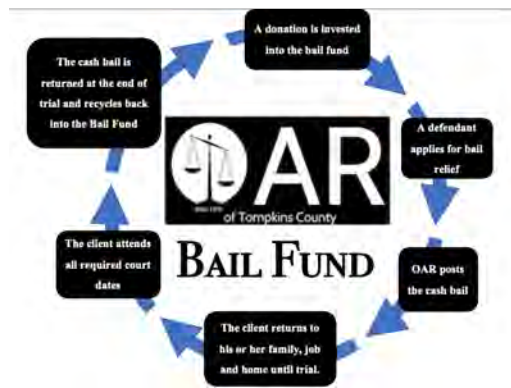 A donation is invested
into the bail fund
The cash bail is
returned at the end of
trial and recycles back
into the Bail Fund
A defendant
applies for bail
relief
OAR
of Tompkins County
BAIL FUND
The client attends
all required court
dates
OAR posts
the cash bail
The client returns to
his or her family, job
and home until trial.